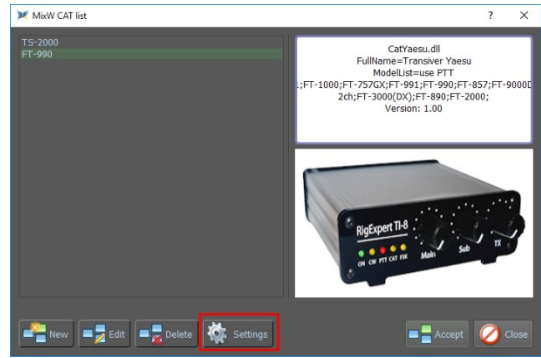 MixW CAT list
TS-2000
FT-990
CatYaesu.dll
FullName=Transiver Yaesu
ModelList=use PTT
;FT-1000;FT-757GX;FT-991;FT-990;FT-857;FT-9000D
2ch;FT-3000(DX);FT-890;FT-2000;
Version: 1.00
RigExpert TI-8
ON CW PTT CAT FSK
Main Sub TX
New Edit Delete Settings Accept Close